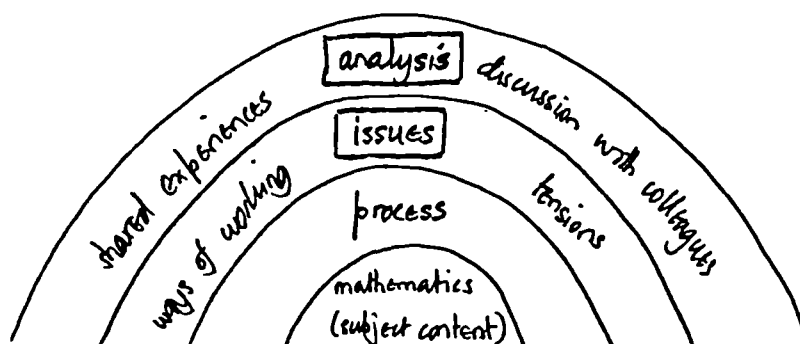 analysis
shared experiences
discussion with colleagues
issues
ways of working
tensions
process
mathematics
(subject content)